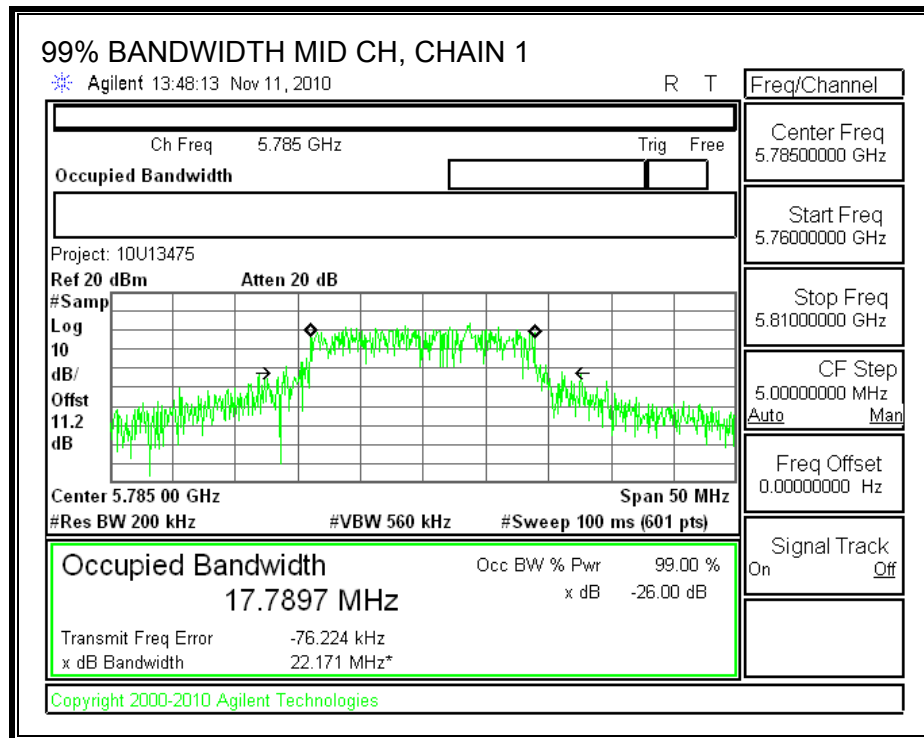 99% BANDWIDTH MID CH, CHAIN 1
Agilent 13:48:13 Nov 11, 2010 R T
Ch Freq 5.785 GHz Trig Free
Occupied Bandwidth
Project: 10U13475
Ref 20 dBm Atten 20 dB
#Samp
Log
10
dB/
Offst
11.2
dB
Center 5.785 00 GHz Span 50 MHz
#Res BW 200 kHz #VBW 560 kHz #Sweep 100 ms (601 pts)
Occupied Bandwidth Occ BW % Pwr 99.00 %
17.7897 MHz x dB -26.00 dB
Transmit Freq Error -76.224 kHz
x dB Bandwidth 22.171 MHz*
Copyright 2000-2010 Agilent Technologies
Freq/Channel
Center Freq
5.78500000 GHz
Start Freq
5.76000000 GHz
Stop Freq
5.81000000 GHz
CF Step
5.00000000 MHz
Auto Man
Freq Offset
0.00000000 Hz
Signal Track
On Off